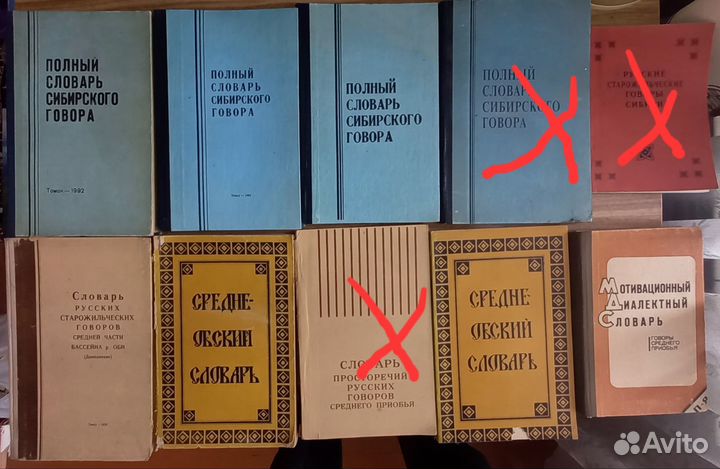 ПОЛНЫЙ
СЛОВАРЬ
СИБИРСКОГО
ГОВОРА
Томск—1992
ПОЛНЫЙ
СЛОВАРЬ
СИБИРСКОГО
ГОВОРА
ПОЛНЫЙ
СЛОВАРЬ
СИБИРСКОГО
ГОВОРА
ПОЛНЫЙ
СЛОВАРЬ
СИБИРСКОГО
ГОВОРА
РУССКИЕ
СТАРОЖИЛЬЧЕСКИЕ
ГОВОРЫ
СИБИРИ
Словарь
РУССКИХ
СТАРОЖИЛЬЧЕСКИХ
ГОВОРОВ
СРЕДНЕЙ ЧАСТИ
БАССЕЙНА р. ОБИ
(Дополнение)
СРЕДНЕ-
ОБСКИЙ
СЛОВАРЬ
СЛОВАРЬ
ПРОСТОРЕЧИЙ
РУССКИХ
ГОВОРОВ
СРЕДНЕГО ПРИОБЬЯ
СРЕДНЕ-
ОБСКИЙ
СЛОВАРЬ
МОТИВАЦИОННЫЙ
ДИАЛЕКТНЫЙ
СЛОВАРЬ
ГОВОРЫ
СРЕДНЕГО
ПРИОБЬЯ
П-Я
Avito